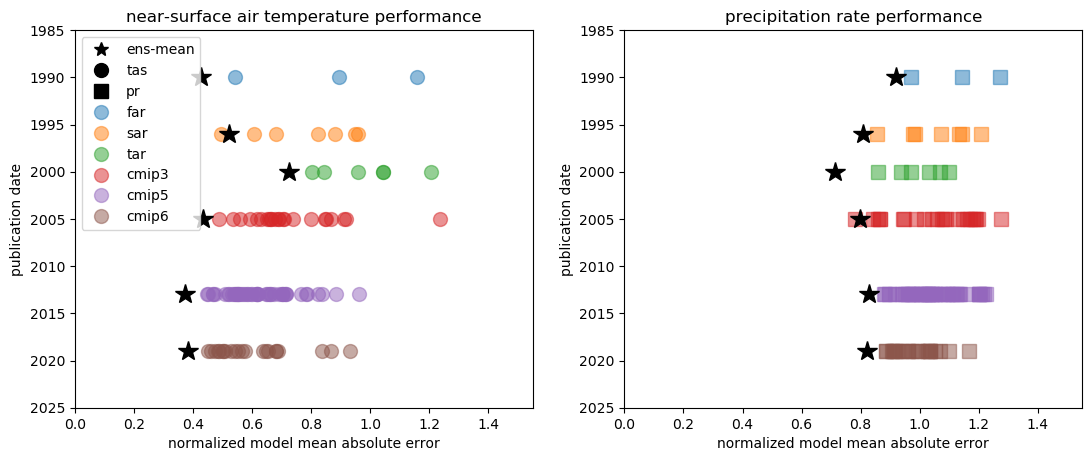 near-surface air temperature performance
1985
1990
1995
2000
2005
2010
2015
2020
2025
publication date
ens-mean
tas
pr
far
sar
tar
cmip3
cmip5
cmip6
0.0 0.2 0.4 0.6 0.8 1.0 1.2 1.4
normalized model mean absolute error
precipitation rate performance
1985
1990
1995
2000
2005
2010
2015
2020
2025
publication date
0.0 0.2 0.4 0.6 0.8 1.0 1.2 1.4
normalized model mean absolute error